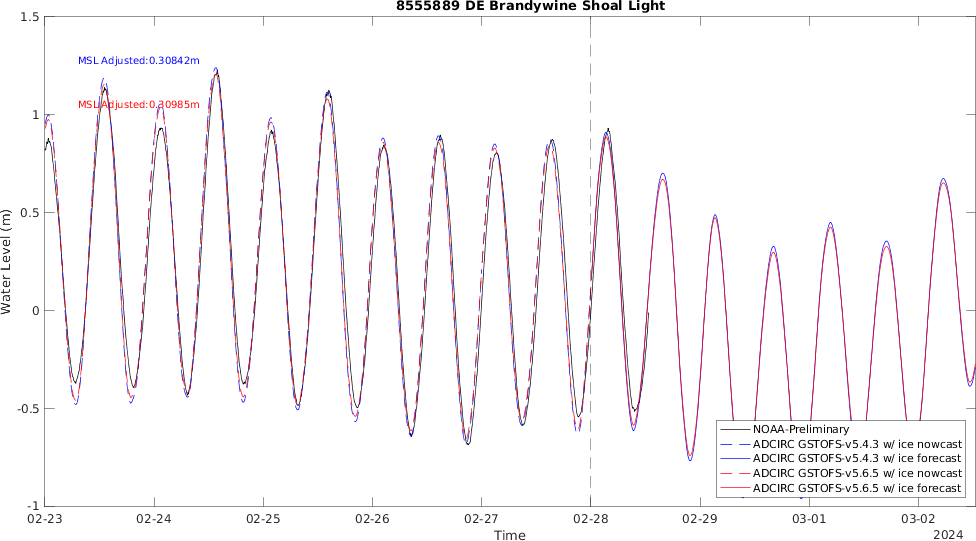 8555889 DE Brandywine Shoal Light
MSL Adjusted:0.30842m
MSL Adjusted:0.30985m
Water Level (m)
1.5
1
0.5
0
-0.5
-1
NOAA-Preliminary
ADCIRC GSTOFS-v5.4.3 w/ ice nowcast
ADCIRC GSTOFS-v5.4.3 w/ ice forecast
ADCIRC GSTOFS-v5.6.5 w/ ice nowcast
ADCIRC GSTOFS-v5.6.5 w/ ice forecast
02-23 02-24 02-25 02-26 02-27 02-28 02-29 03-01 03-02
Time
2024